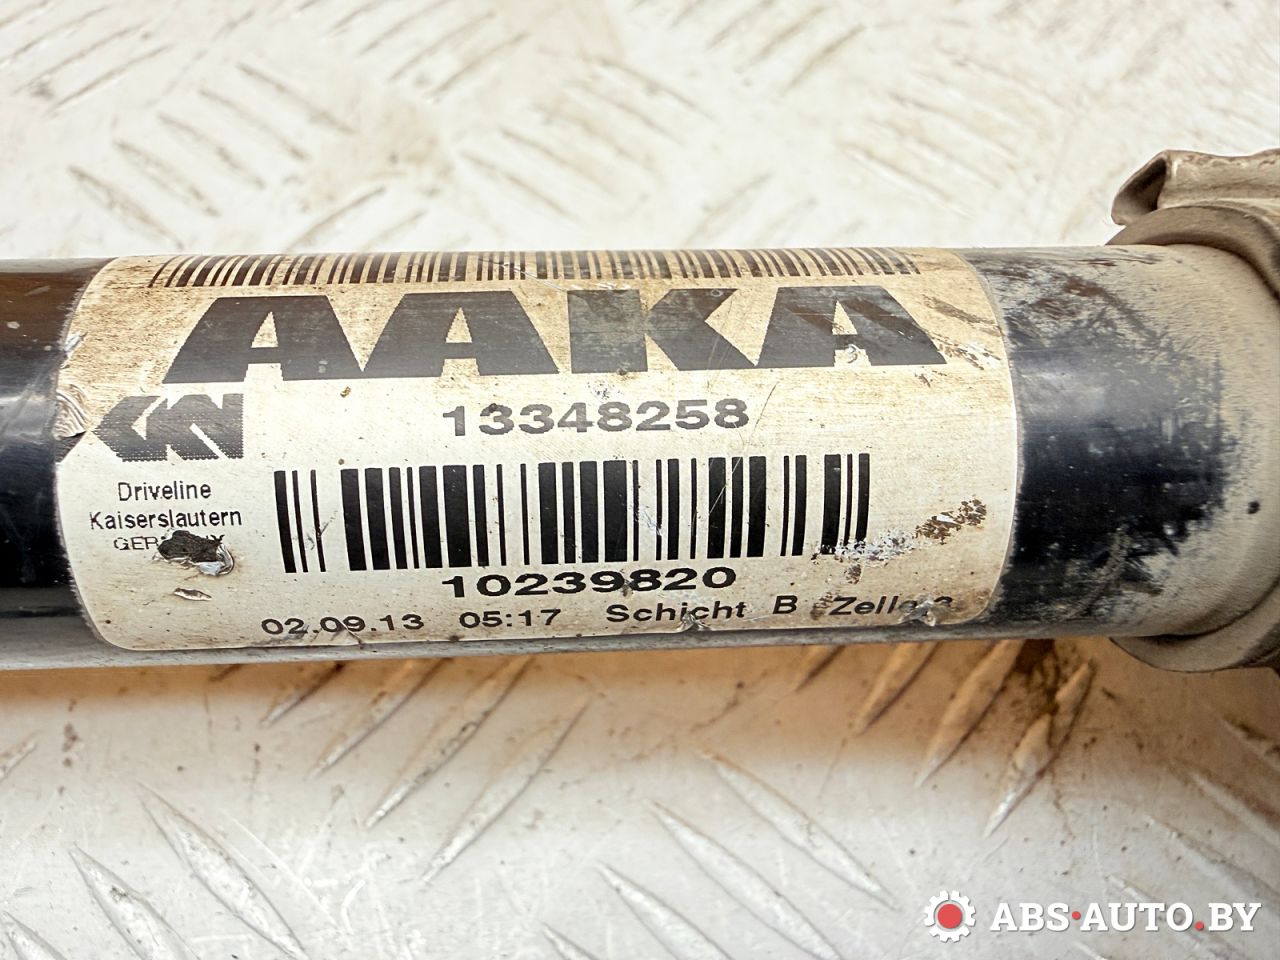 AAKA
13348258
Driveline
Kaiserslautern
10239820
02.09.13 05:17 Schicht B
ABS·AUTO.BY